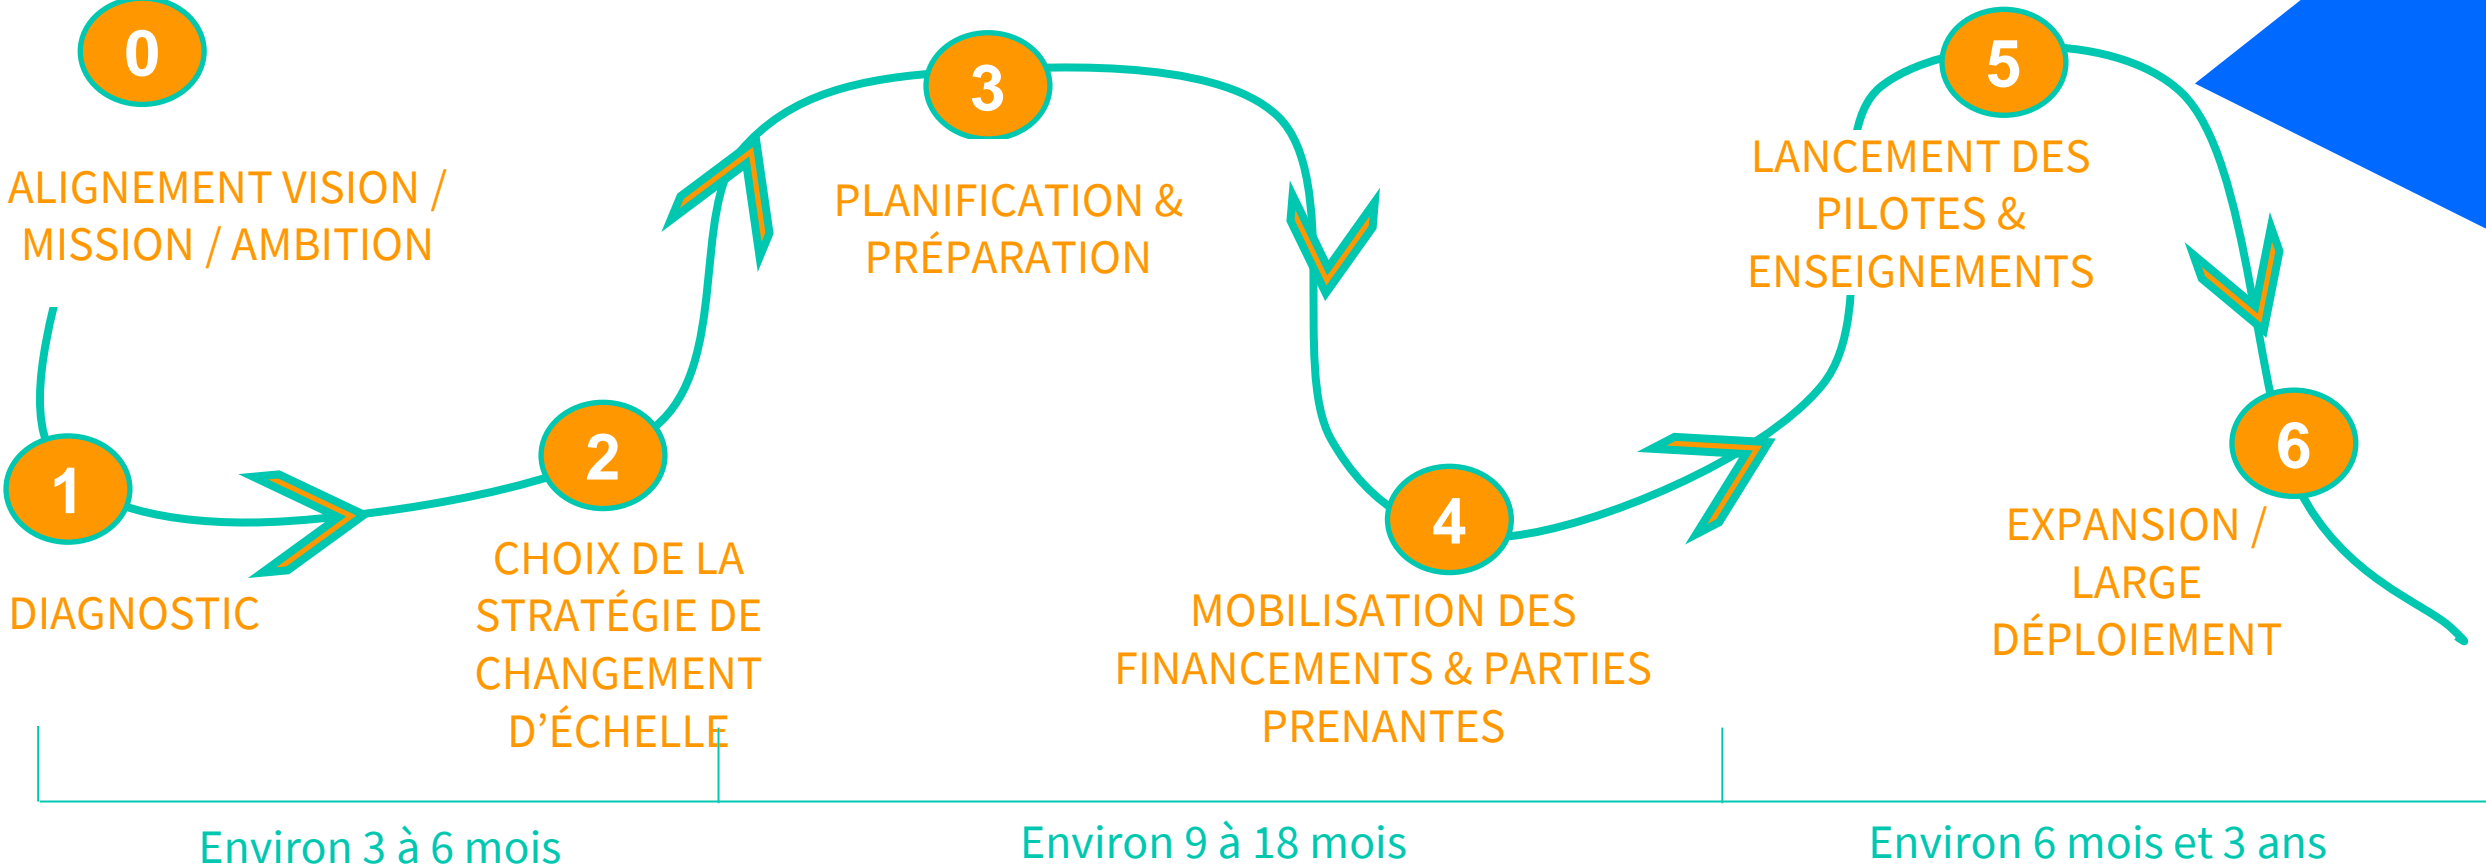 0
ALIGNEMENT VISION /
MISSION / AMBITION
1
DIAGNOSTIC
2
CHOIX DE LA
STRATÉGIE DE
CHANGEMENT
D’ÉCHELLE
3
PLANIFICATION &
PRÉPARATION
4
MOBILISATION DES
FINANCEMENTS & PARTIES
PRENANTES
5
LANCEMENT DES
PILOTES &
ENSEIGNEMENTS
6
EXPANSION /
LARGE
DÉPLOIEMENT
Environ 3 à 6 mois
Environ 9 à 18 mois
Environ 6 mois et 3 ans